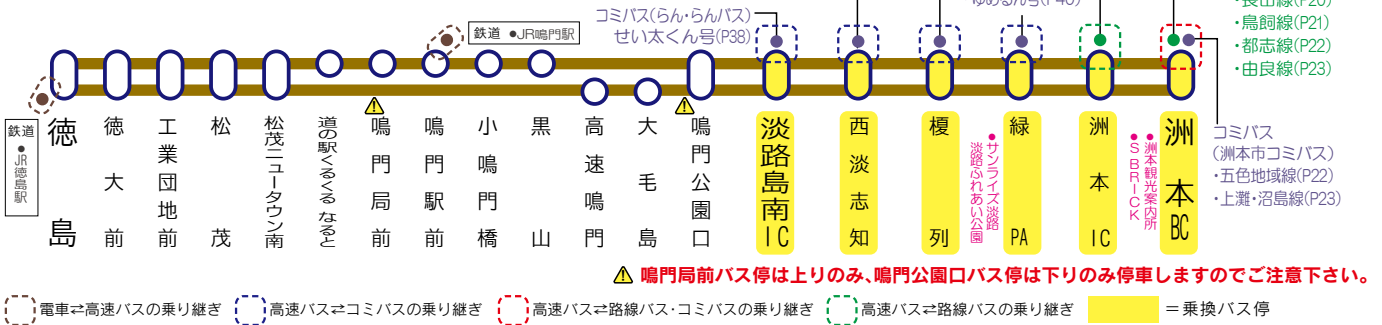 コミバス(らん・らんバス)
せい太くん号(P38)
ゆめるん号(P40)
・長田線(P20)
・鳥飼線(P21)
・都志線(P22)
・由良線(P23)
鉄道 ●JR鳴門駅
鉄道 ●JR徳島駅
徳島
徳大前
工業団地前
松茂
松茂ニュータウン南
道の駅くるくる なると
鳴門局前
鳴門駅前
小鳴門橋
黒山
高速鳴門
大毛島
鳴門公園口
淡路島南IC
西淡志知
榎列
●サンライズ淡路
淡路ふれあい公園
緑PA
洲本IC
●洲本観光案内所
●S BRICK
洲本BC
コミバス
(洲本市コミバス)
・五色地域線(P22)
・上灘・沼島線(P23)
⚠ 鳴門局前バス停は上りのみ、鳴門公園口バス停は下りのみ停車しますのでご注意下さい。
電車⇄高速バスの乗り継ぎ
高速バス⇄コミバスの乗り継ぎ
高速バス⇄路線バス・コミバスの乗り継ぎ
高速バス⇄路線バスの乗り継ぎ
＝乗換バス停